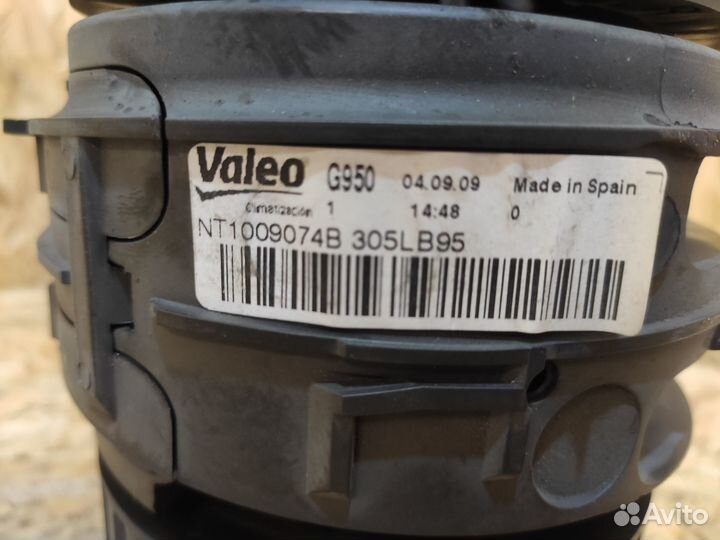 Valeo G950 04.09.09 Made in Spain
Climatización 1 14:48 0
NT1009074B 305LB95
Avito